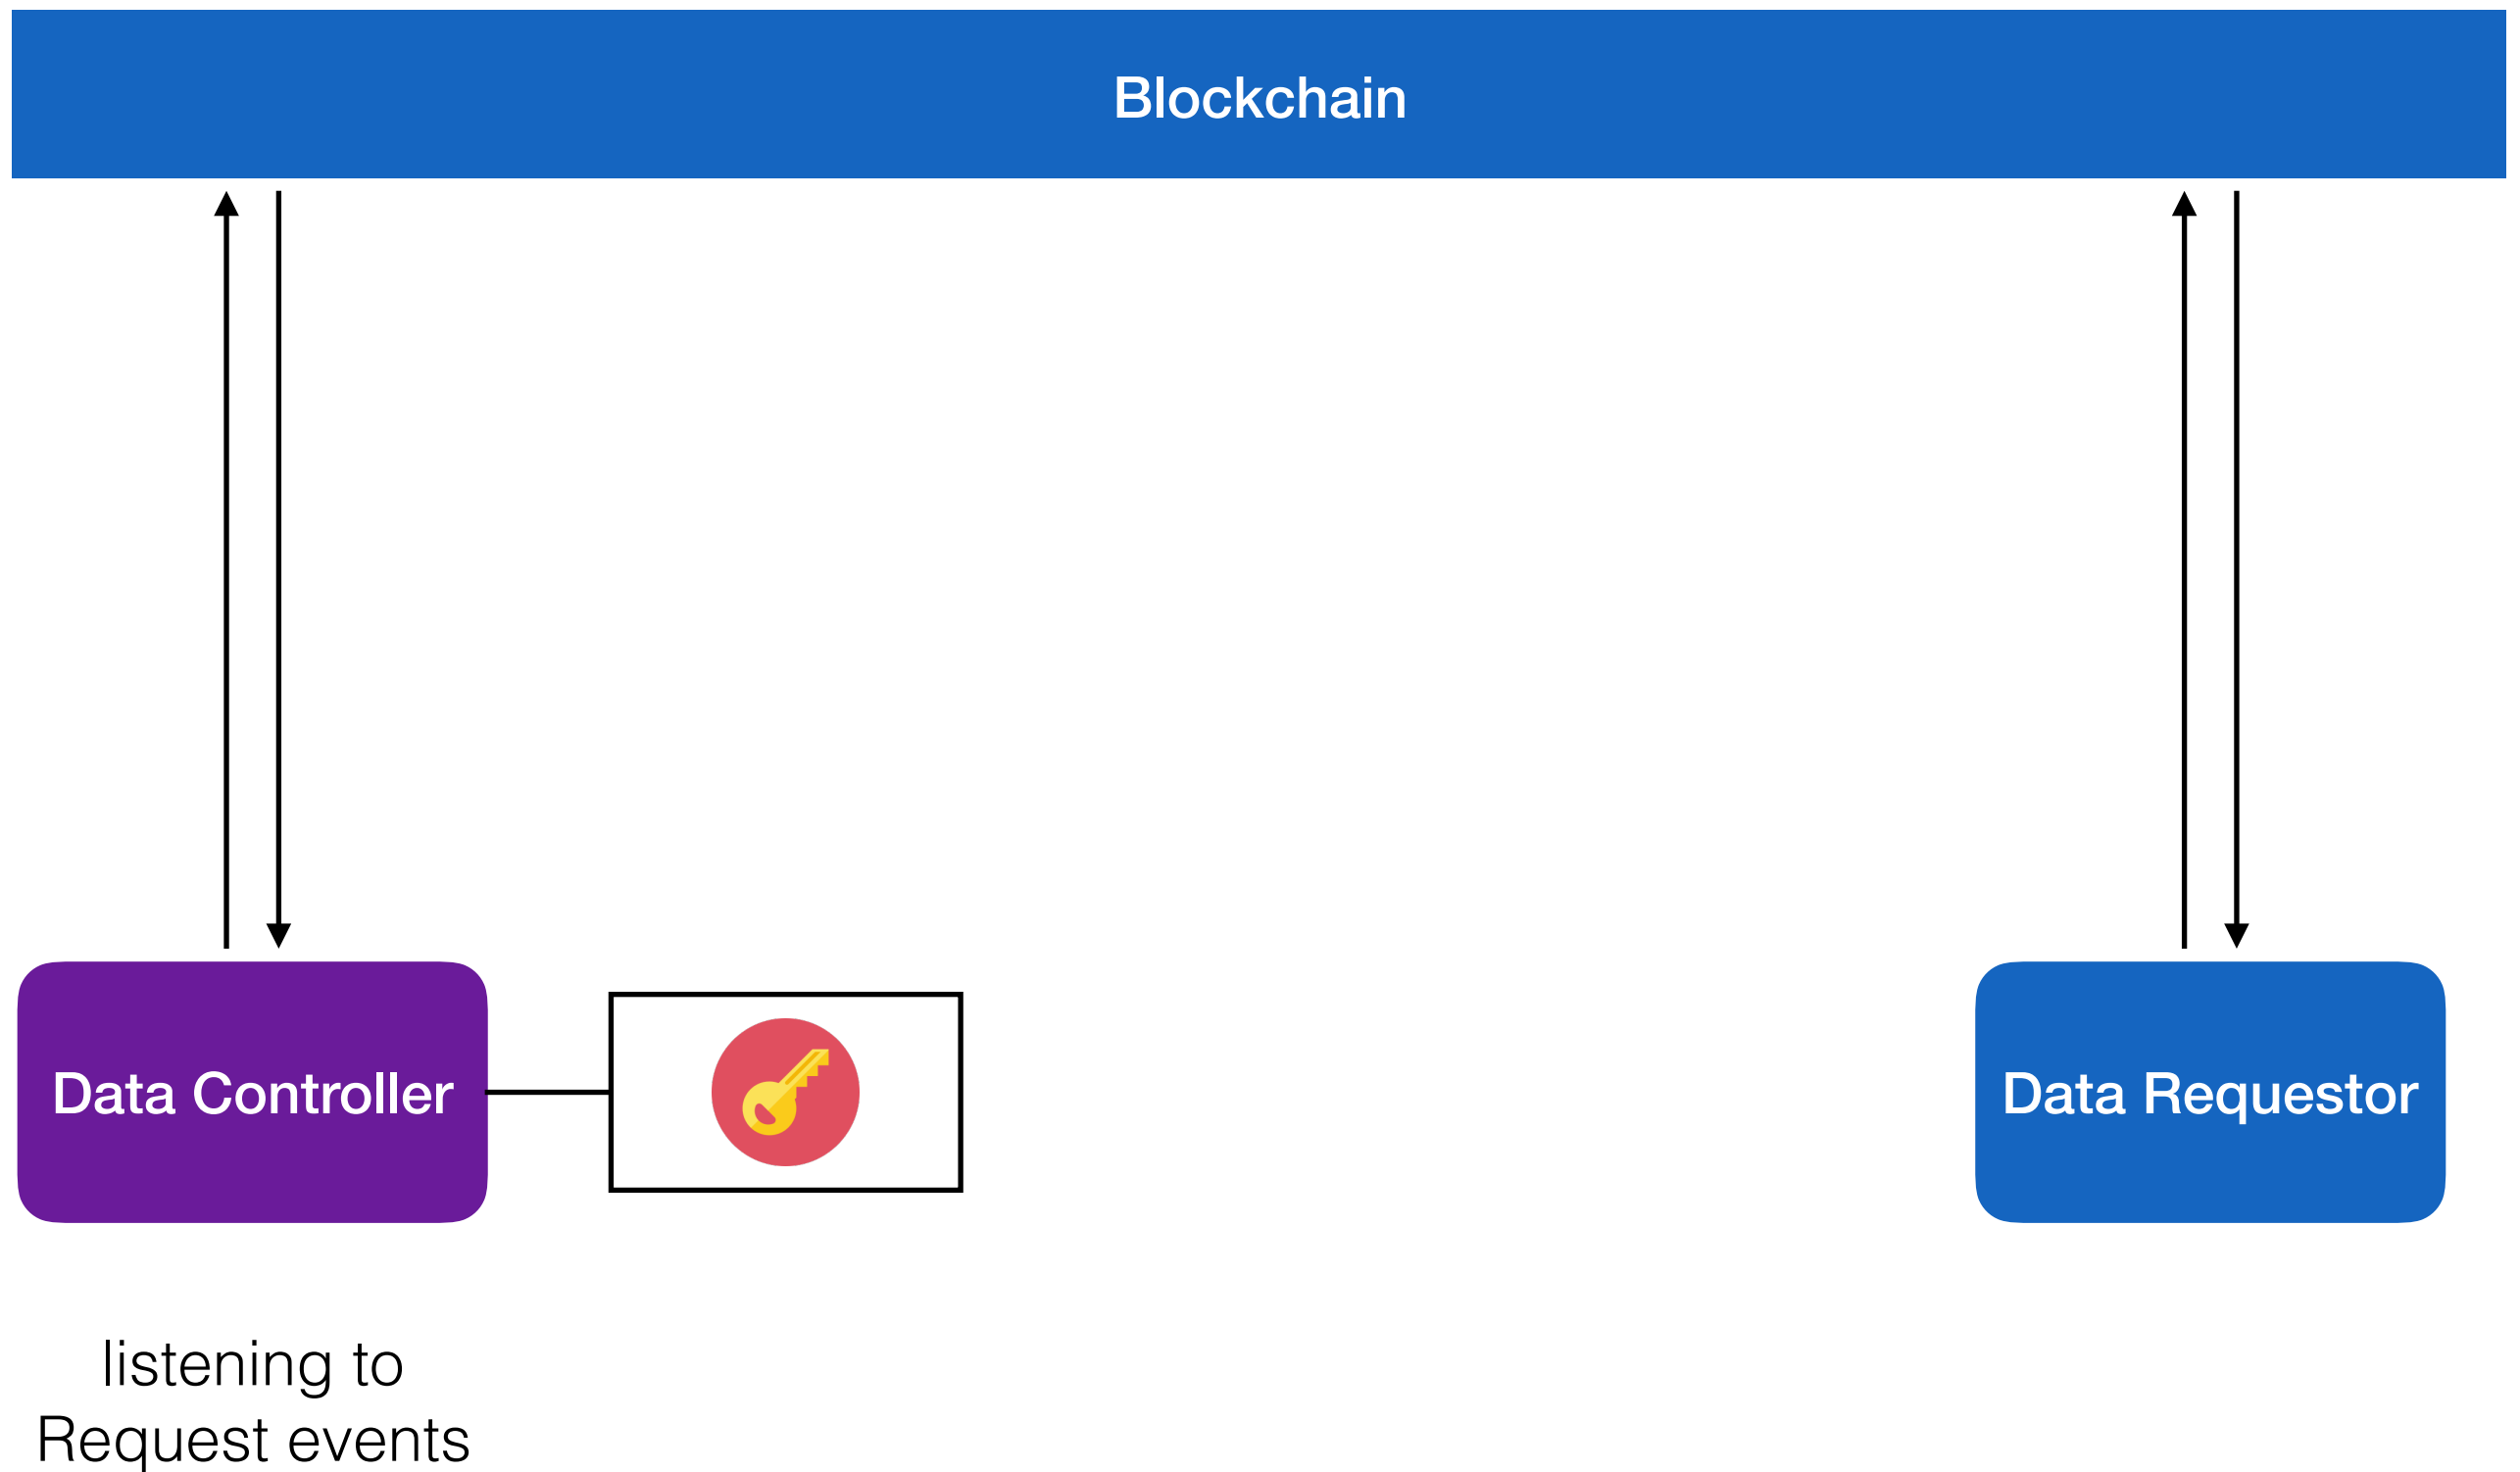 Blockchain
Data Controller
Data Requestor
listening to
Request events